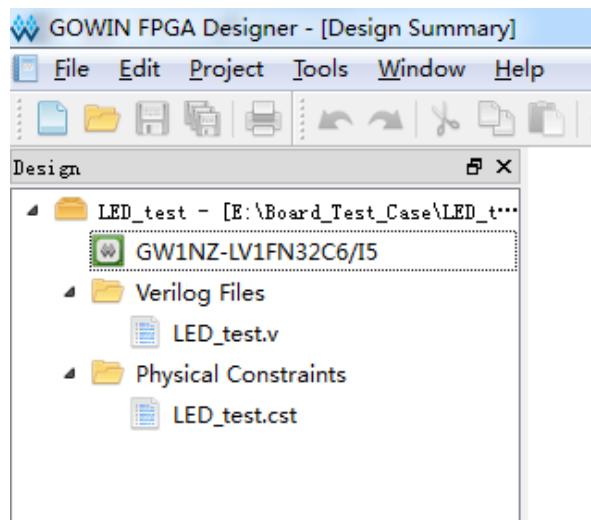 GOWIN FPGA Designer - [Design Summary]
File Edit Project Tools Window Help
Design
LED_test - [E:\Board_Test_Case\LED_t...
GW1NZ-LV1FN32C6/I5
Verilog Files
LED_test.v
Physical Constraints
LED_test.cst